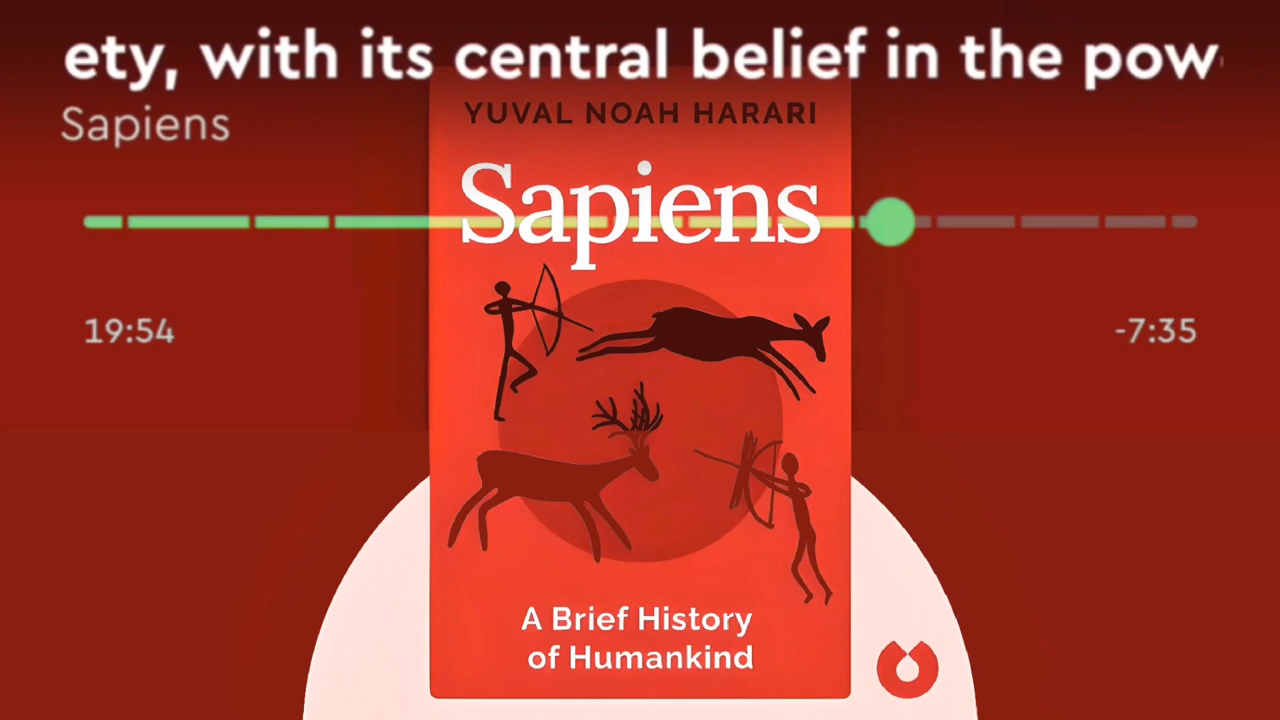 ety, with its central belief in the pow
Sapiens
YUVAL NOAH HARARI
Sapiens
19:54
-7:35
A Brief History
of Humankind